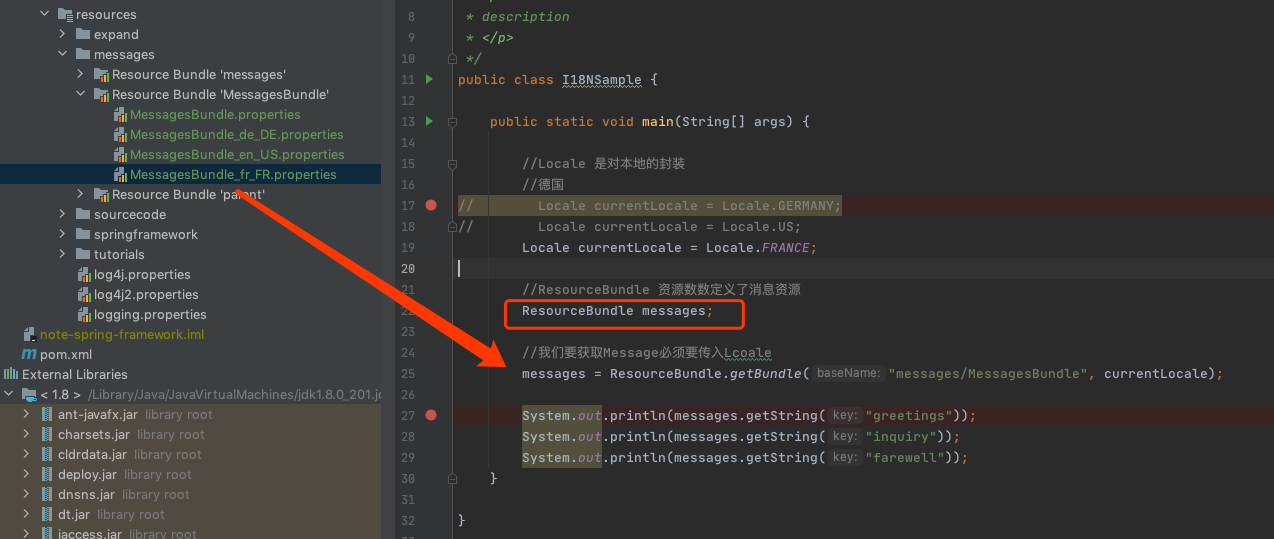 resources
expand
messages
Resource Bundle 'messages'
Resource Bundle 'MessagesBundle'
MessagesBundle.properties
MessagesBundle_de_DE.properties
MessagesBundle_en_US.properties
MessagesBundle_fr_FR.properties
Resource Bundle 'parent'
sourcecode
springframework
tutorials
log4j.properties
log4j2.properties
logging.properties
note-spring-framework.iml
pom.xml
External Libraries
< 1.8 > /Library/Java/JavaVirtualMachines/jdk1.8.0_201.jd
ant-javafx.jar library root
charsets.jar library root
cldrdata.jar library root
deploy.jar library root
dnsns.jar library root
dt.jar library root
jaccess.jar library root
8 * description
9 * </p>
10 */
11 public class I18NSample {
12
13 public static void main(String[] args) {
14
15 //Locale 是对本地的封装
16 //德国
17 // Locale currentLocale = Locale.GERMANY;
18 // Locale currentLocale = Locale.US;
19 Locale currentLocale = Locale.FRANCE;
20
21 //ResourceBundle 资源数数定义了消息资源
22 ResourceBundle messages;
23
24 //我们要获取Message必须要传入Lcoale
25 messages = ResourceBundle.getBundle( baseName: "messages/MessagesBundle", currentLocale);
26
27 System.out.println(messages.getString( key: "greetings"));
28 System.out.println(messages.getString( key: "inquiry"));
29 System.out.println(messages.getString( key: "farewell"));
30 }
31
32 }